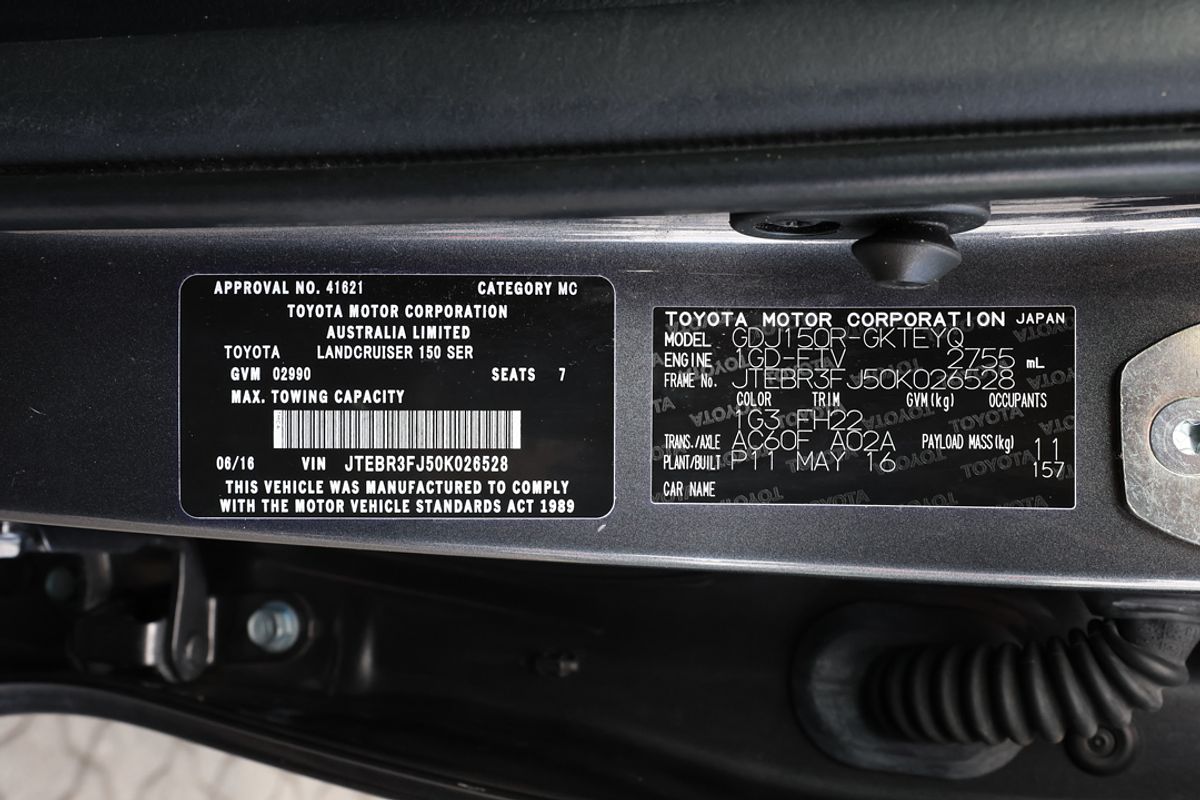 APPROVAL NO. 41621 CATEGORY MC
TOYOTA MOTOR CORPORATION
AUSTRALIA LIMITED
TOYOTA LANDCRUISER 150 SER
GVM 02990 SEATS 7
MAX. TOWING CAPACITY
06/16 VIN JTEBR3FJ50K026528
THIS VEHICLE WAS MANUFACTURED TO COMPLY
WITH THE MOTOR VEHICLE STANDARDS ACT 1989
TOYOTA MOTOR CORPORATION JAPAN
MODEL GDJ150R-GKTEYQ
ENGINE 1GD-FTV 2755 mL
FRAME No. JTEBR3FJ50K026528
COLOR TRIM GVM(kg) OCCUPANTS
1G3 FH22
TRANS./AXLE AC60F A02A PAYLOAD MASS(kg) 11
PLANT/BUILT P11 MAY 16 157
CAR NAME